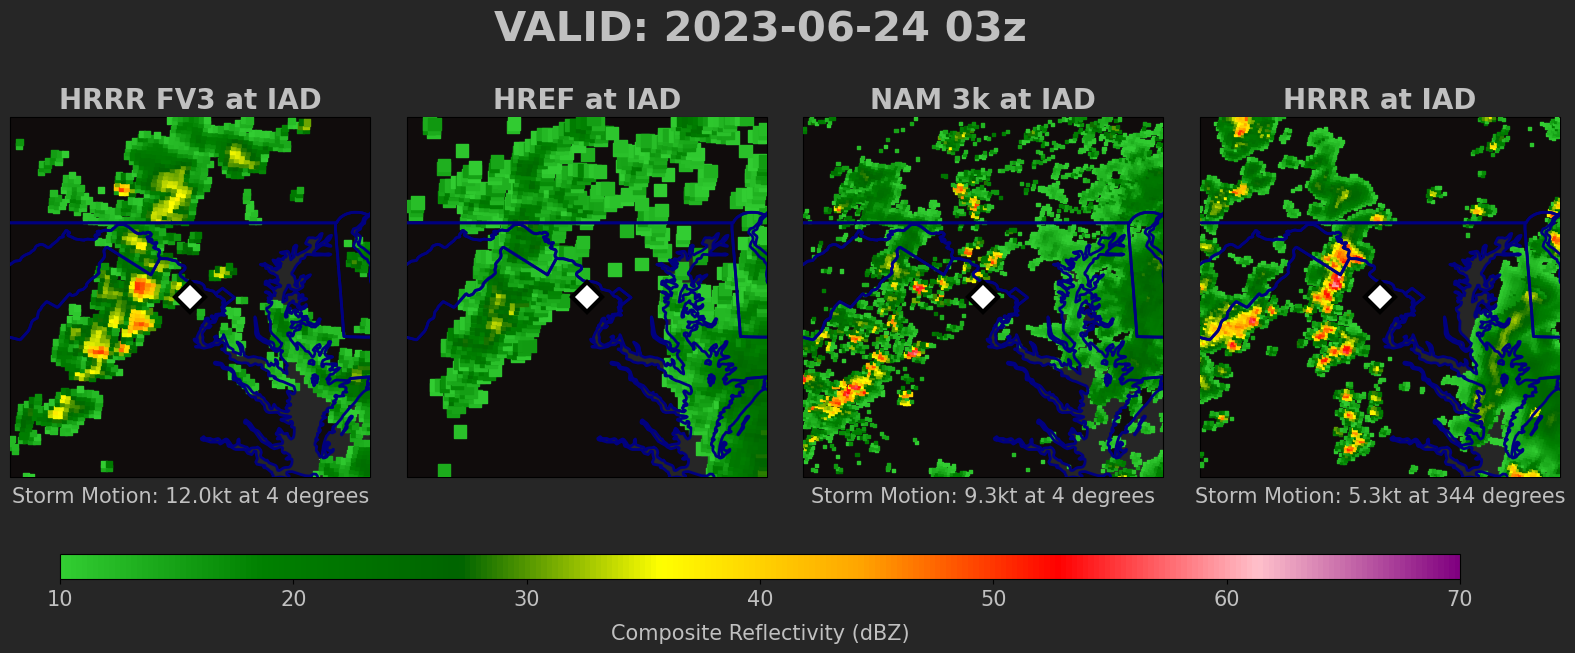 VALID: 2023-06-24 03z
HRRR FV3 at IAD
HREF at IAD
NAM 3k at IAD
HRRR at IAD
Storm Motion: 12.0kt at 4 degrees
Storm Motion: 9.3kt at 4 degrees
Storm Motion: 5.3kt at 344 degrees
10 20 30 40 50 60 70
Composite Reflectivity (dBZ)